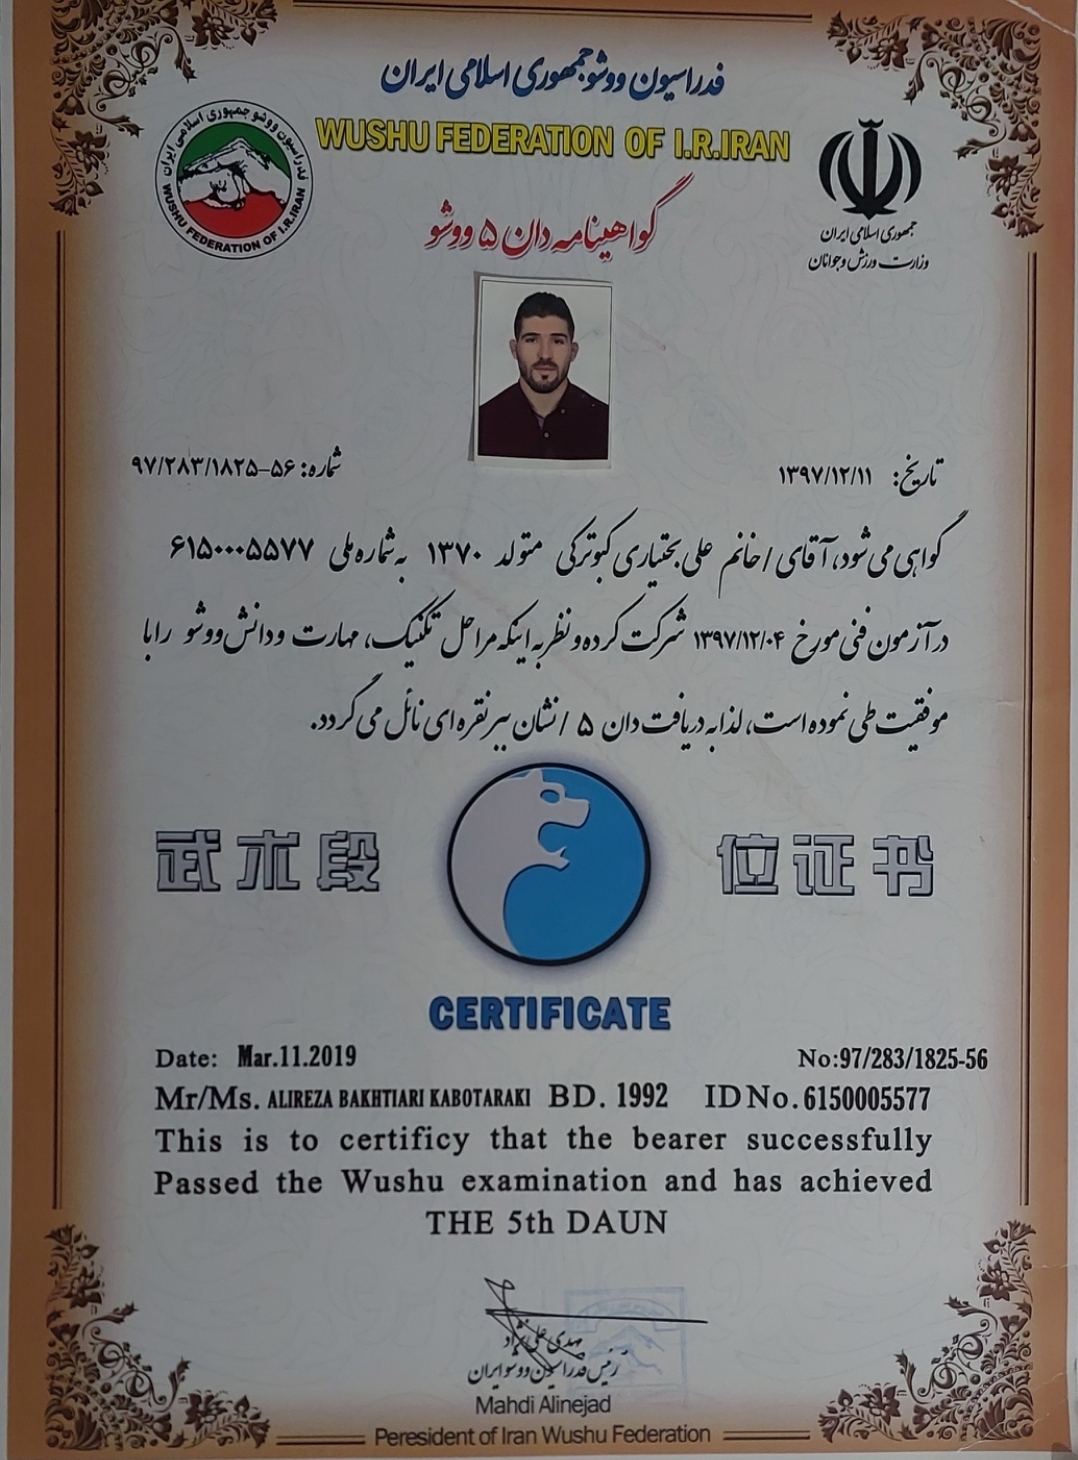 فدراسیون ووشو جمهوری اسلامی ایران
WUSHU FEDERATION OF I.R.IRAN
فدراسیون ووشو جمهوری اسلامی ایران
WUSHU FEDERATION OF I.R.IRAN
گواهینامه دان ۵ ووشو
جمهوری اسلامی ایران
وزارت ورزش و جوانان
تاریخ: ۱۳۹۷/۱۲/۱۱
شماره: ۵۶-۹۷/۲۸۳/۱۸۲۵
گواهی می شود، آقای / خانم علی بختیاری کبوترکی متولد ۱۳۷۰ به شماره ملی ۶۱۵۰۰۰۵۵۷۷
در آزمون فنی مورخ ۱۳۹۷/۱۲/۰۴ شرکت کرده و نظر به اینکه مراحل تکنیک، مهارت و دانش ووشو را با
موفقیت طی نموده است، لذا به دریافت دان ۵ / نشان ببر نقره ای نائل می گردد.
武术段 位证书
CERTIFICATE
Date: Mar.11.2019 No:97/283/1825-56
Mr/Ms. ALIREZA BAKHTIARI KABOTARAKI BD. 1992 ID No. 6150005577
This is to certificy that the bearer successfully
Passed the Wushu examination and has achieved
THE 5th DAUN
مهدی علی نژاد
رئیس فدراسیون ووشو ایران
Mahdi Alinejad
Peresident of Iran Wushu Federation